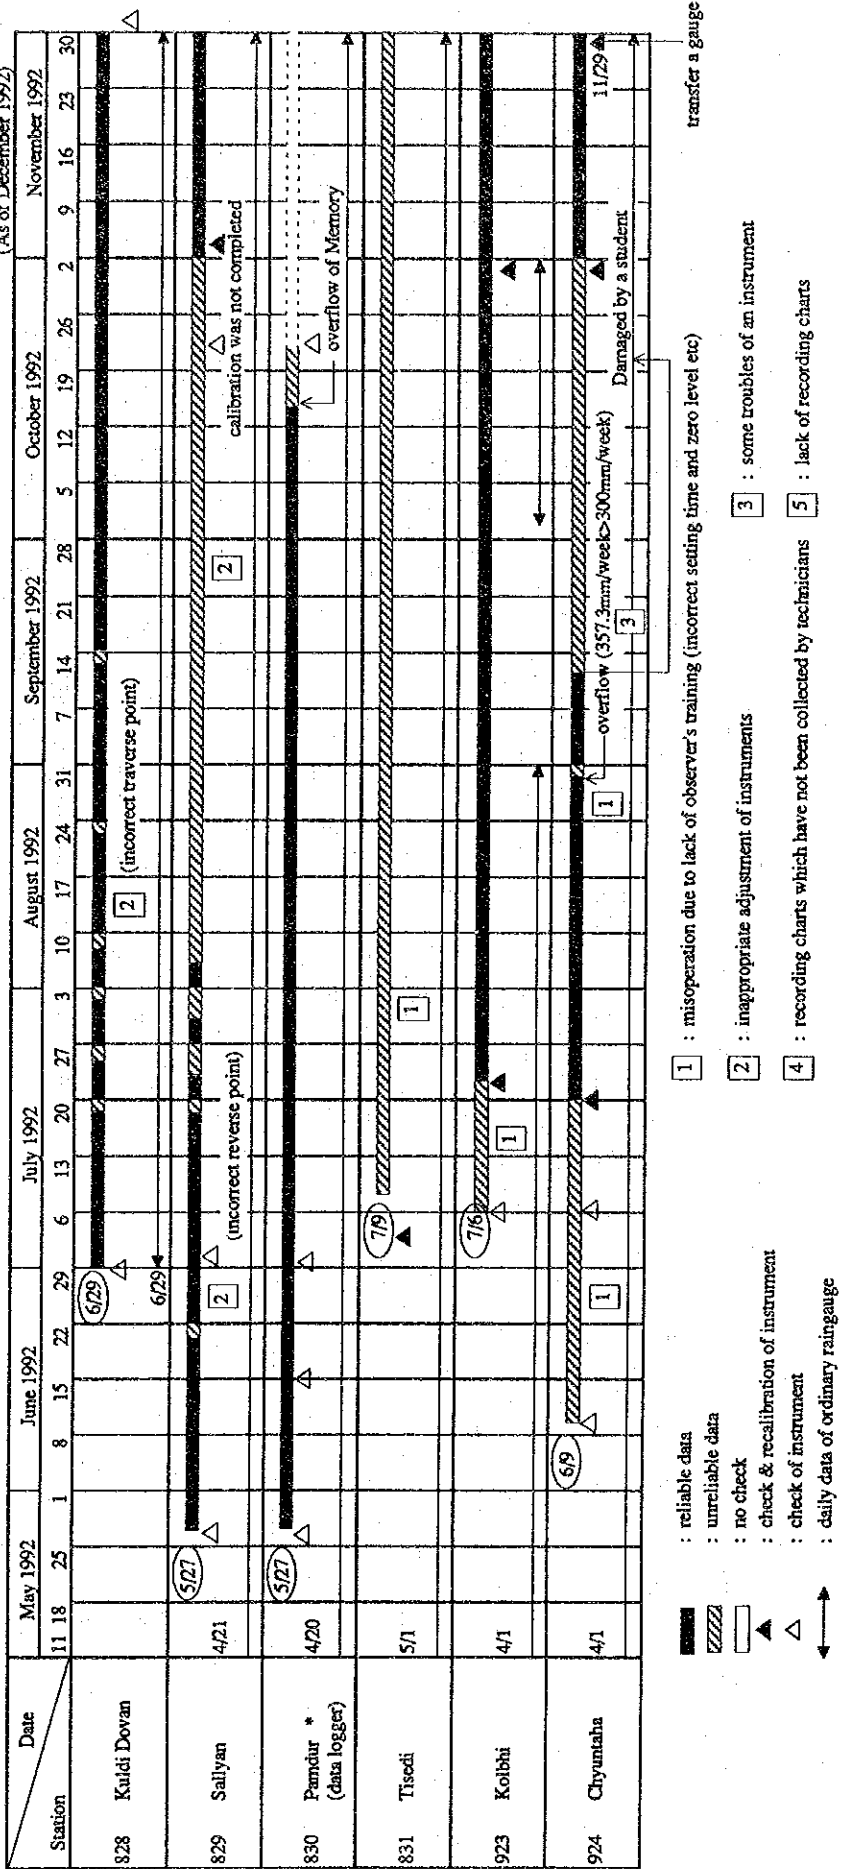 (As of December 1992)
Date
May 1992
June 1992
July 1992
August 1992
September 1992
October 1992
November 1992
Station
11 18 25 1 8 15 22 29 6 13 20 27 3 10 17 24 31 7 14 21 28 5 12 19 26 2 9 16 23 30
828 Kuldi Dovan
6/29
6/29
2
(incorrect traverse point)
829 Sallyan
4/21
5/27
2
(incorrect reverse point)
2
calibration was not completed
830 Pamdur *
(data logger)
4/20
5/27
overflow of Memory
831 Tisedi
5/1
7/9
1
923 Kolbhi
4/1
7/6
1
924 Chyuntaha
4/1
6/9
1
1
overflow (357.3mm/week>300mm/week)
3
Damaged by a student
11/29
transfer a gauge
: reliable data
: unreliable data
: no check
: check & recalibration of instrument
: check of instrument
: daily data of ordinary raingauge
1 : misoperation due to lack of observer's training (incorrect setting time and zero level etc)
2 : inappropriate adjustment of instruments
3 : some troubles of an instrument
4 : recording charts which have not been collected by technicians
5 : lack of recording charts